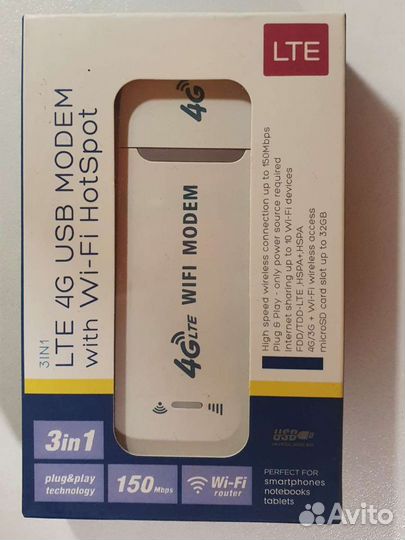 LTE
3IN1
LTE 4G USB MODEM
with Wi-Fi HotSpot
4G
4G LTE WIFI MODEM
High speed wireless connection up to 150Mbps
Plug & Play - only power source required
Internet sharing up to 10 Wi-Fi devices
FDD/TDD-LTE ,HSPA+,HSPA
4G/3G + Wi-Fi wireless access
microSD card slot up to 32GB
3in1
USB
plug&play
technology
150 Mbps
Wi-Fi
router
PERFECT FOR
smartphones
notebooks
tablets
Avito